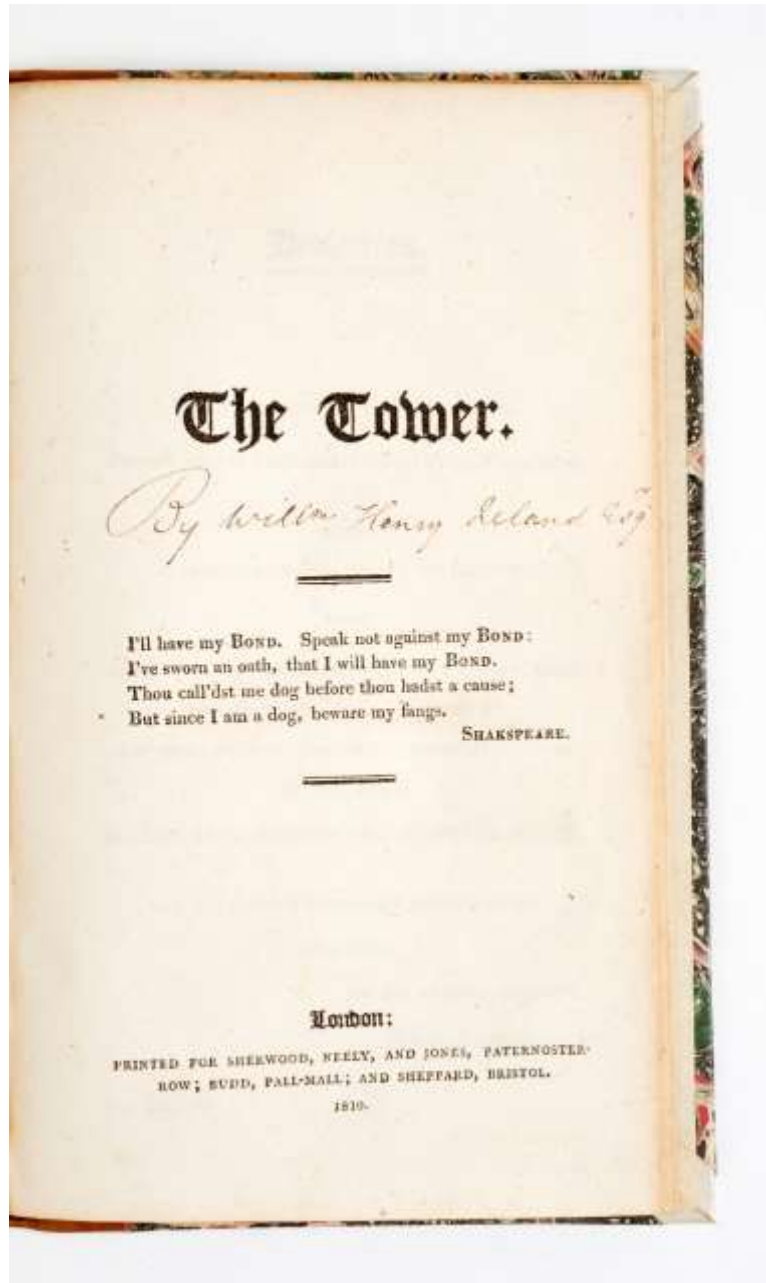 The Tower.
By Willm Henry Ireland Esqr
I'll have my BOND. Speak not against my BOND:
I've sworn an oath, that I will have my BOND.
Thou call'dst me dog before thou hadst a cause;
But since I am a dog, beware my fangs.
SHAKSPEARE.
London:
PRINTED FOR SHERWOOD, NEELY, AND JONES, PATERNOSTER-
ROW; BUDD, PALL-MALL; AND SHEPPARD, BRISTOL.
1810.